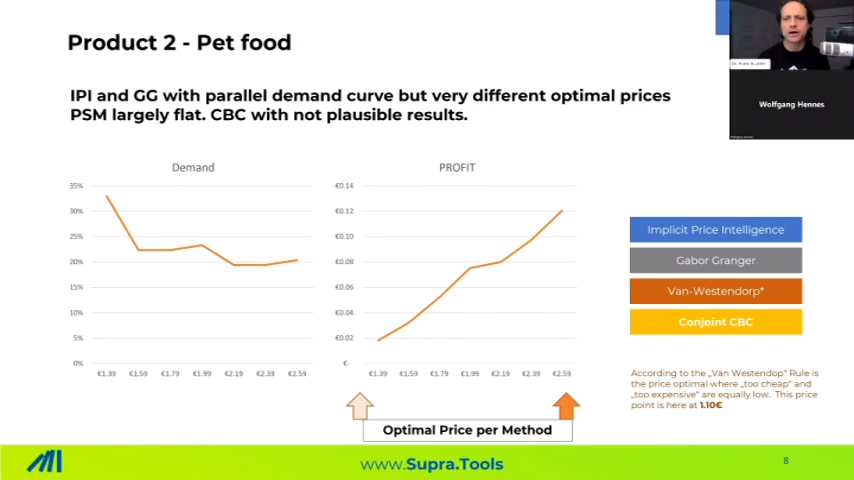 Product 2 - Pet food
IPI and GG with parallel demand curve but very different optimal prices
PSM largely flat. CBC with not plausible results.
Wolfgang Hennes
Demand
35%
30%
25%
20%
15%
10%
5%
0%
€1.39 €1.59 €1.79 €1.99 €2.19 €2.39 €2.59
PROFIT
€0.14
€0.12
€0.10
€0.08
€0.06
€0.04
€0.02
€-
€1.39 €1.59 €1.79 €1.99 €2.19 €2.39 €2.59
Implicit Price Intelligence
Gabor Granger
Van-Westendorp*
Conjoint CBC
According to the „Van Westendop" Rule is
the price optimal where „too cheap" and
„too expensive" are equally low. This price
point is here at 1.10€
Optimal Price per Method
www.Supra.Tools
8